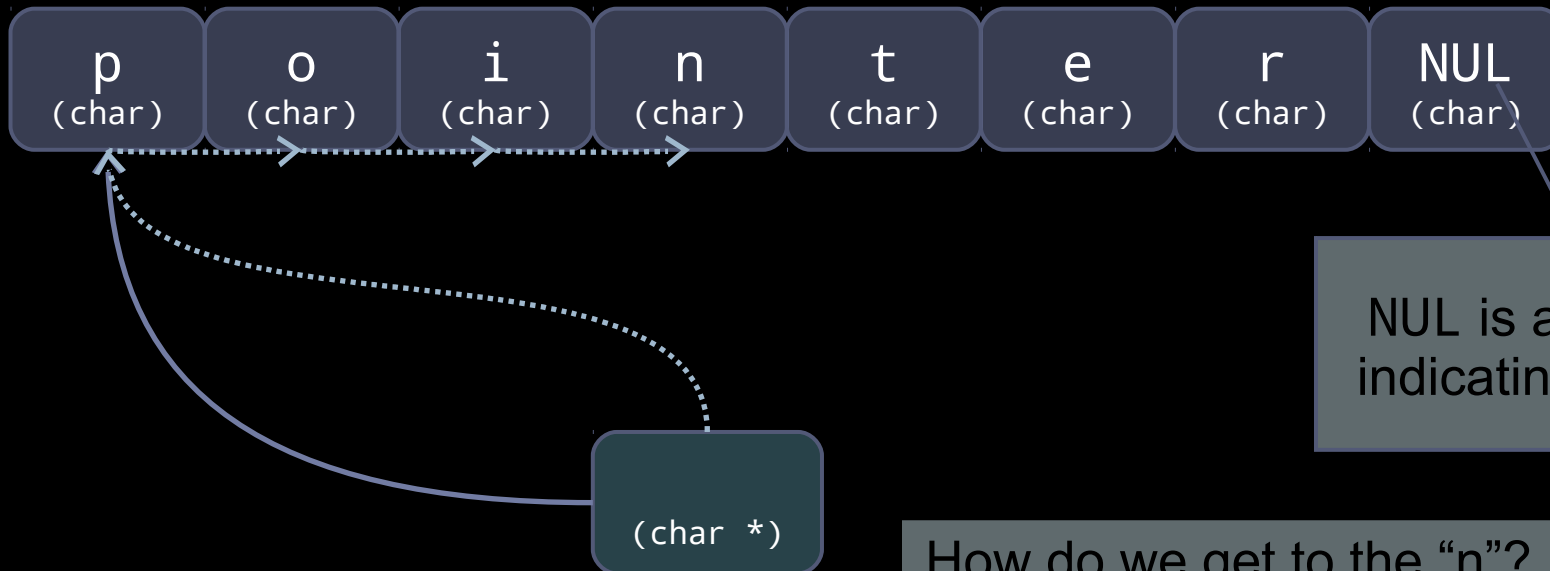 p o i n t e r NUL
(char) (char) (char) (char) (char) (char) (char) (char)
NUL is a
indicatin
(char *)
How do we get to the “n”?